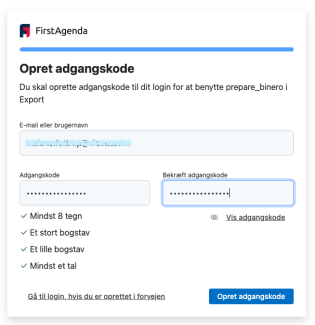 FirstAgenda
Opret adgangskode
Du skal oprette adgangskode til dit login for at benytte prepare_binero i
Export
E-mail eller brugernavn
Adgangskode
Bekræft adgangskode
•••••••••••••••• ••••••••••••••••
Mindst 8 tegn
Vis adgangskode
Et stort bogstav
Et lille bogstav
Mindst et tal
Gå til login, hvis du er oprettet i forvejen
Opret adgangskode